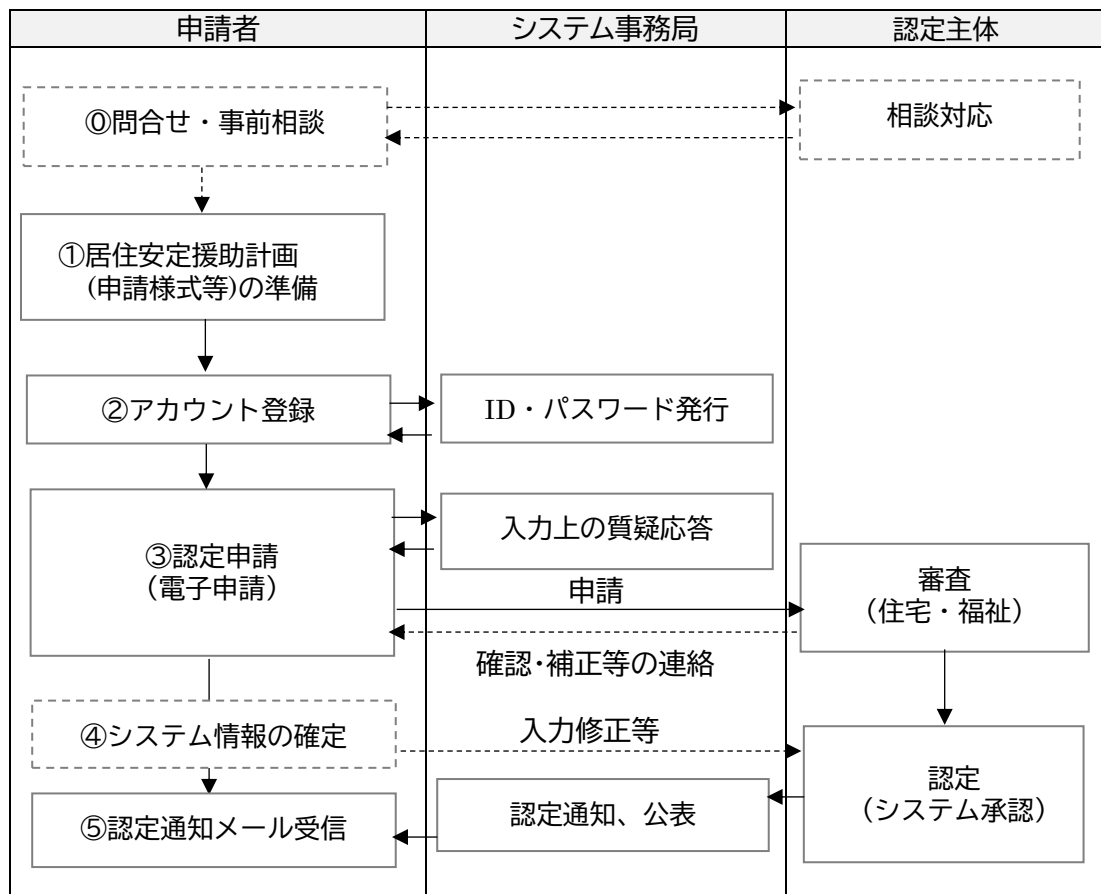 申請者
システム事務局
認定主体
⓪問合せ・事前相談
相談対応
①居住安定援助計画
(申請様式等)の準備
②アカウント登録
ID・パスワード発行
③認定申請
（電子申請）
入力上の質疑応答
申請
審査
（住宅・福祉）
確認・補正等の連絡
④システム情報の確定
入力修正等
認定
（システム承認）
認定通知、公表
⑤認定通知メール受信